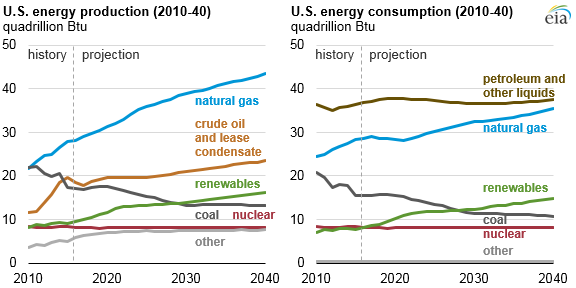 U.S. energy production (2010-40)
quadrillion Btu
50
40
30
20
10
0
history
projection
natural gas
crude oil
and lease
condensate
renewables
coal
nuclear
other
2010
2020
2030
2040
U.S. energy consumption (2010-40)
quadrillion Btu
eia
50
40
30
20
10
0
history
projection
petroleum and
other liquids
natural gas
renewables
coal
nuclear
other
2010
2020
2030
2040